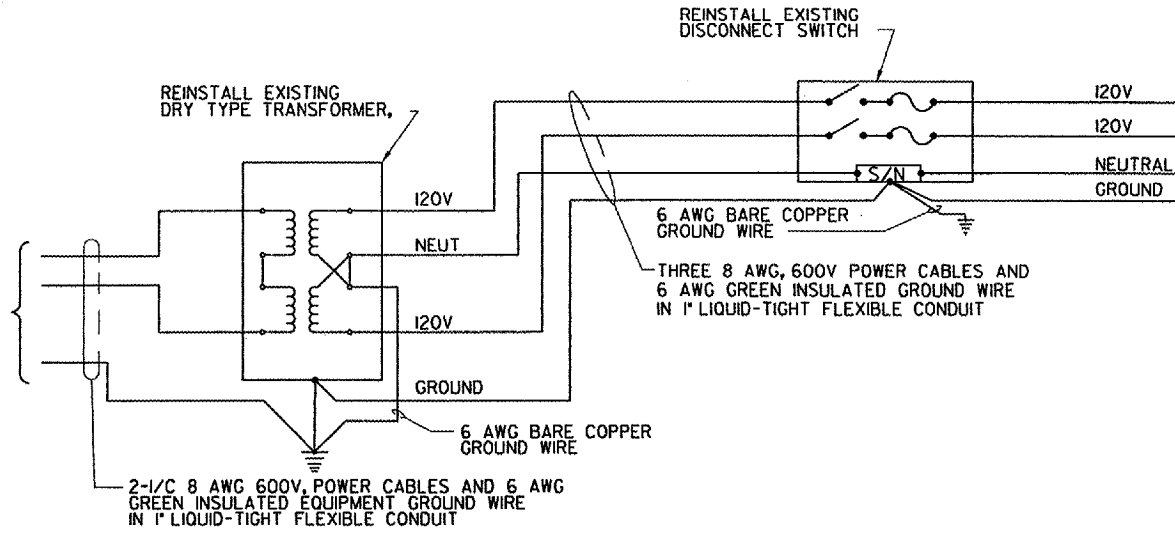 REINSTALL EXISTING
DISCONNECT SWITCH
REINSTALL EXISTING
DRY TYPE TRANSFORMER,
120V
120V
S/N
NEUTRAL
GROUND
120V
6 AWG BARE COPPER
GROUND WIRE
NEUT
THREE 8 AWG, 600V POWER CABLES AND
6 AWG GREEN INSULATED GROUND WIRE
IN 1" LIQUID-TIGHT FLEXIBLE CONDUIT
120V
GROUND
6 AWG BARE COPPER
GROUND WIRE
2-1/C 8 AWG 600V, POWER CABLES AND 6 AWG
GREEN INSULATED EQUIPMENT GROUND WIRE
IN 1" LIQUID-TIGHT FLEXIBLE CONDUIT